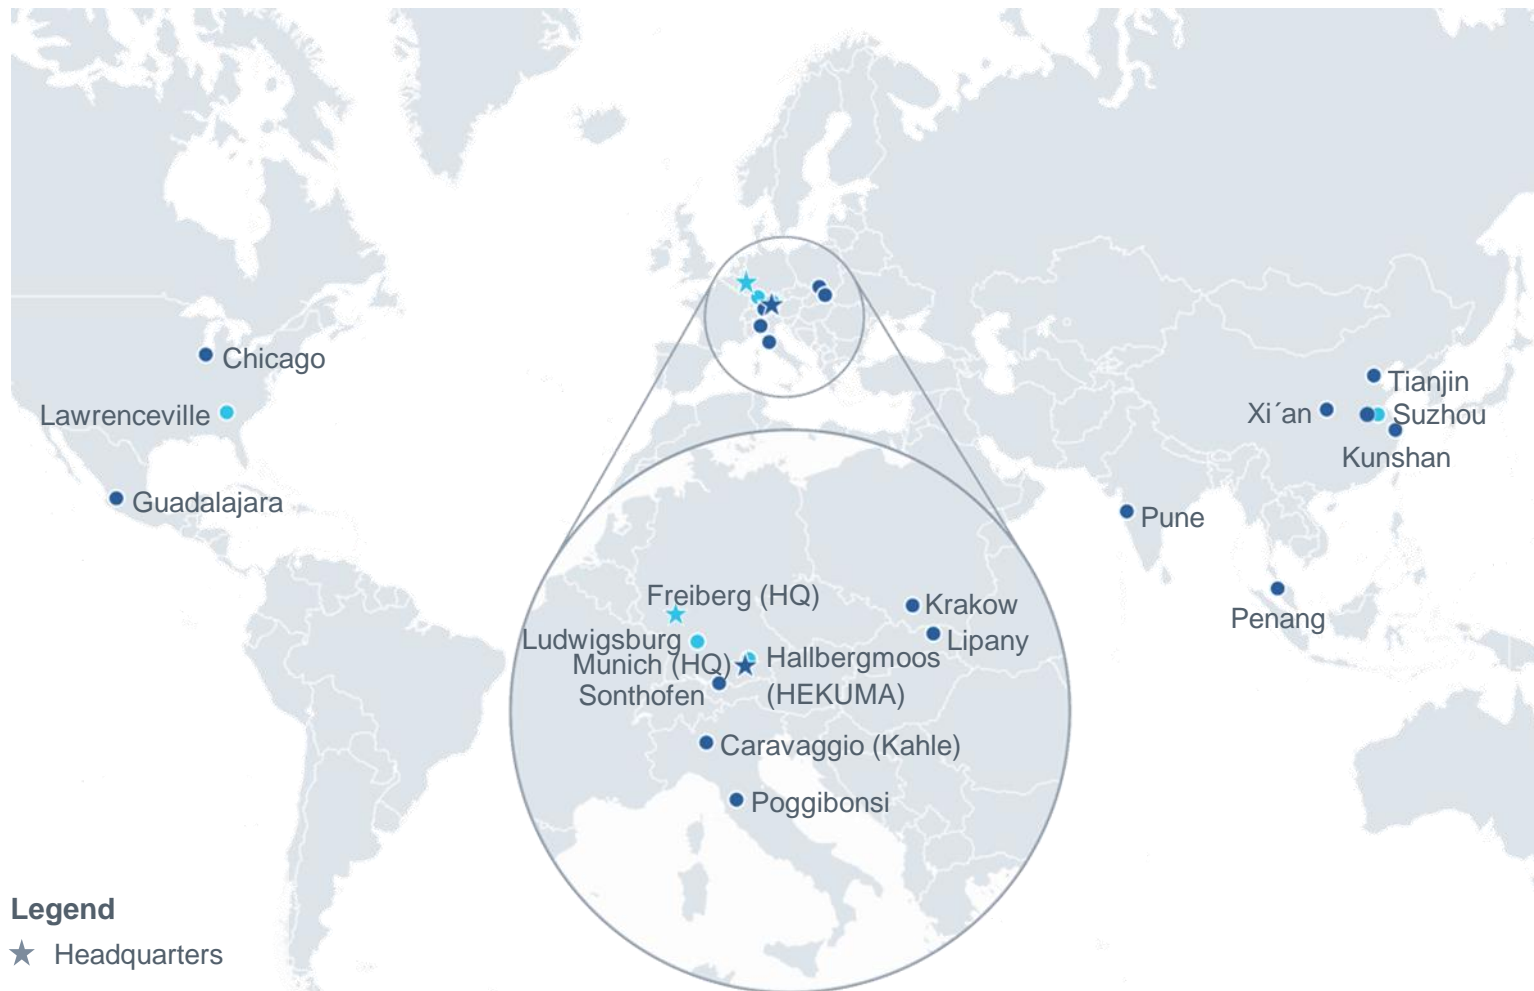 Chicago
Lawrenceville
Guadalajara
Tianjin
Xi´an
Suzhou
Kunshan
Pune
Penang
Freiberg (HQ)
Krakow
Ludwigsburg
Lipany
Munich (HQ)
Hallbergmoos
(HEKUMA)
Sonthofen
Caravaggio (Kahle)
Poggibonsi
Legend
Headquarters